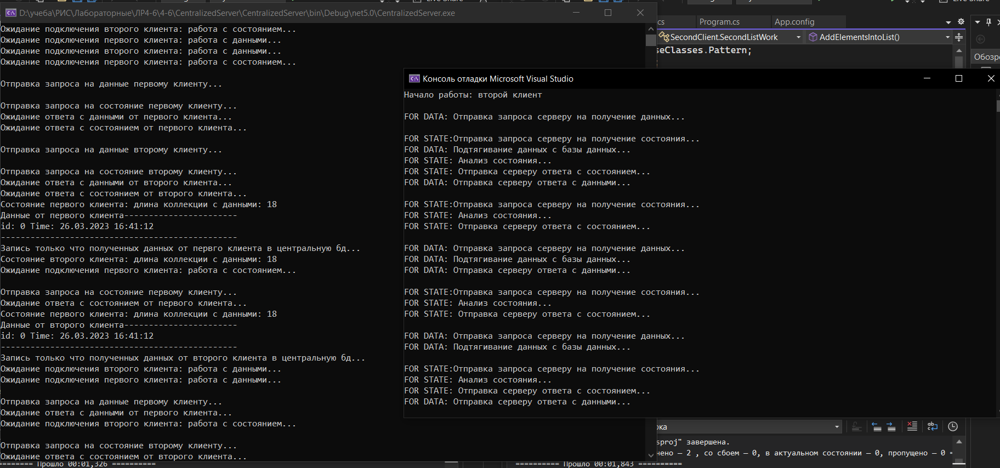 D:\учеба\РИС\Лабораторные\ЛР4-6\4-6\CentralizedServer\CentralizedServer\bin\Debug\net5.0\CentralizedServer.exe
Ожидание подключения второго клиента: работа с состоянием...
Ожидание подключения первого клиента: работа с данными...
Ожидание подключения второго клиента: работа с данными...
Ожидание подключения первого клиента: работа с состоянием...
Отправка запроса на данные первому клиенту...
Отправка запроса на состояние первому клиенту...
Ожидание ответа с данными от первого клиента...
Ожидание ответа с состоянием от первого клиента...
Отправка запроса на данные второму клиенту...
Отправка запроса на состояние второму клиенту...
Ожидание ответа с данными от второго клиента...
Ожидание ответа с состоянием от второго клиента...
Состояние первого клиента: длина коллекции с данными: 18
Данные от первого клиента-----------------------
id: 0 Time: 26.03.2023 16:41:12
------------------------------------------------
Запись только что полученных данных от первго клиента в центральную бд...
Состояние второго клиента: длина коллекции с данными: 18
Ожидание подключения первого клиента: работа с состоянием...
Отправка запроса на состояние первому клиенту...
Ожидание ответа с состоянием от первого клиента...
Состояние первого клиента: длина коллекции с данными: 18
Данные от второго клиента-----------------------
id: 0 Time: 26.03.2023 16:41:12
------------------------------------------------
Запись только что полученных данных от второго клиента в центральную бд...
Ожидание подключения второго клиента: работа с данными...
Ожидание подключения первого клиента: работа с данными...
Отправка запроса на данные первому клиенту...
Ожидание ответа с данными от первого клиента...
Ожидание подключения второго клиента: работа с состоянием...
Отправка запроса на состояние второму клиенту...
Ожидание ответа с состоянием от второго клиента...
========= Прошло 00:01,326 =========
Live Share
cs Program.cs App.config
SecondClient.SecondListWork AddElementsIntoList()
seClasses.Pattern;
Обозре
Консоль отладки Microsoft Visual Studio
Начало работы: второй клиент
FOR DATA: Отправка запроса серверу на получение данных...
FOR STATE:Отправка запроса серверу на получение состояния...
FOR DATA: Подтягивание данных с базы данных...
FOR STATE: Анализ состояния...
FOR STATE: Отправка серверу ответа с состоянием...
FOR DATA: Отправка серверу ответа с данными...
FOR STATE:Отправка запроса серверу на получение состояния...
FOR STATE: Анализ состояния...
FOR STATE: Отправка серверу ответа с состоянием...
FOR DATA: Отправка запроса серверу на получение данных...
FOR DATA: Подтягивание данных с базы данных...
FOR DATA: Отправка серверу ответа с данными...
FOR STATE:Отправка запроса серверу на получение состояния...
FOR STATE: Анализ состояния...
FOR STATE: Отправка серверу ответа с состоянием...
FOR DATA: Отправка запроса серверу на получение данных...
FOR DATA: Подтягивание данных с базы данных...
FOR STATE:Отправка запроса серверу на получение состояния...
FOR STATE: Анализ состояния...
FOR STATE: Отправка серверу ответа с состоянием...
FOR DATA: Отправка серверу ответа с данными...
рка
sproj" завершена.
нено — 2 , со сбоем — 0, в актуальном состоянии — 0, пропущено — 0 =
========== Прошло 00:01,843 ==========